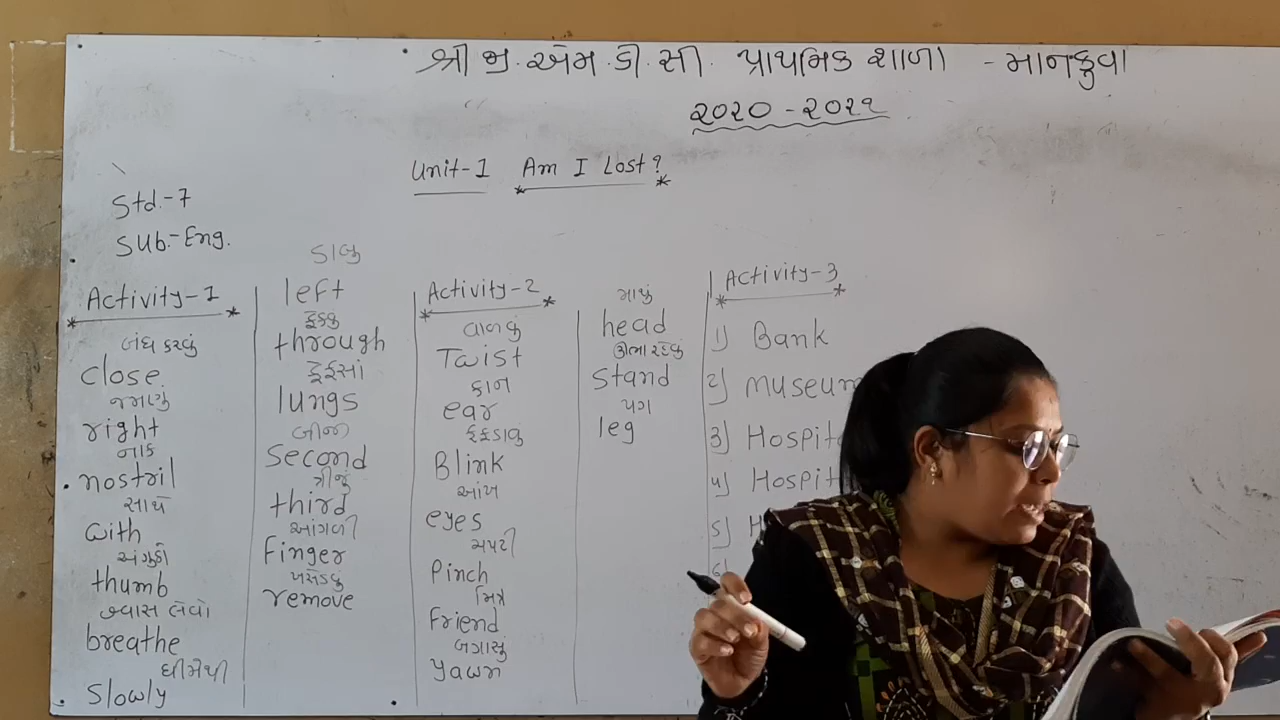 શ્રી જી.એમ.ડી.સી. પ્રાથમિક શાળા - માનકુવા
૨૦૨૦ - ૨૦૨૧
Unit-1 Am I Lost?
Std.-7
Sub.-Eng.
Activity-1
બંધ કરવું
close
જમણું
right
નાક
nostril
સાથે
with
અંગુઠો
thumb
શ્વાસ લેવો
breathe
ધીમેથી
slowly
ડાબુ
left
through
lungs
બીજો
second
ત્રીજુ
third
આંગળી
Finger
ખસેડવુ
remove
Activity-2
વાળવું
Twist
કાન
ear
Blink
આંખ
eyes
ચપટી
Pinch
મિત્ર
Friend
બગાસું
Yawn
માથું
head
ઊભા રહેવું
stand
પગ
leg
Activity-3
1) Bank
2) museum
3) Hospit
4) Hospit
5) H
6)